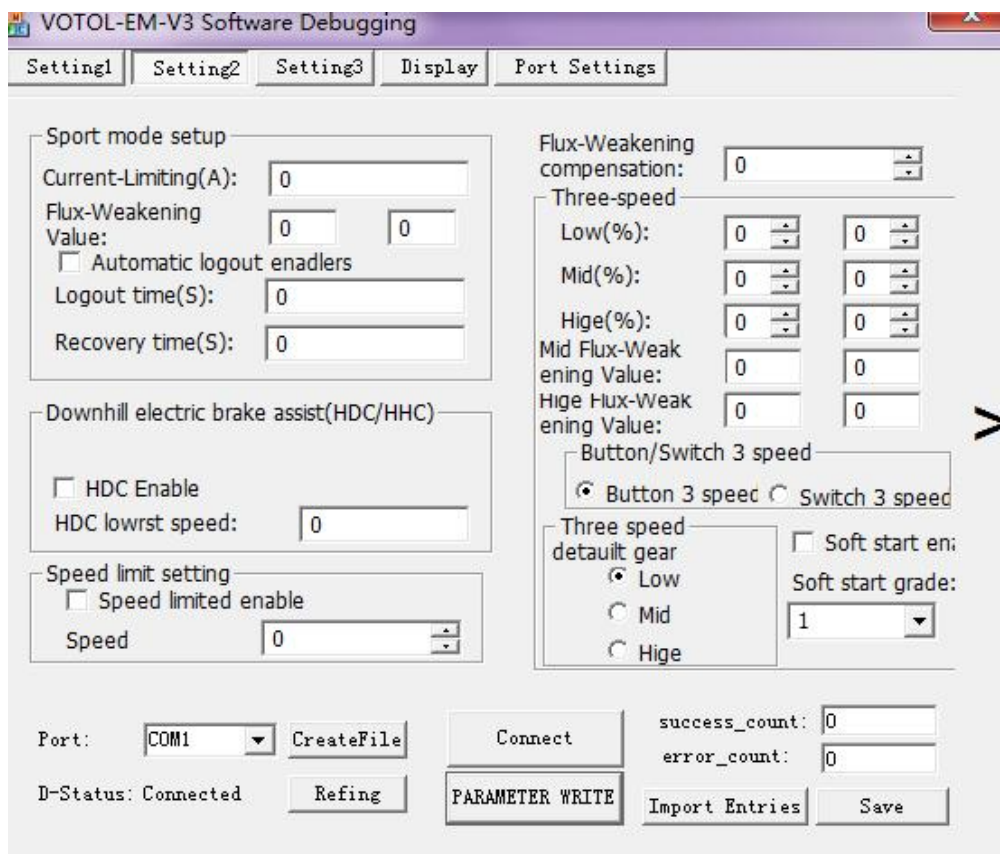 VOTOL-EM-V3 Software Debugging
Setting1 Setting2 Setting3 Display Port Settings
Sport mode setup
Current-Limiting(A): 0
Flux-Weakening
Value: 0 0
Automatic logout enadlers
Logout time(S): 0
Recovery time(S): 0
Downhill electric brake assist(HDC/HHC)
HDC Enable
HDC lowrst speed: 0
Speed limit setting
Speed limited enable
Speed 0
Flux-Weakening
compensation: 0
Three-speed
Low(%): 0 0
Mid(%): 0 0
Hige(%): 0 0
Mid Flux-Weak
ening Value: 0 0
Hige Flux-Weak
ening Value: 0 0
Button/Switch 3 speed
Button 3 speed Switch 3 speed
Three speed
detauilt gear
Low
Mid
Hige
Soft start ena
Soft start grade:
1
>
Port: COM1 CreateFile Connect success_count: 0
error_count: 0
D-Status: Connected Refing PARAMETER WRITE Import Entries Save